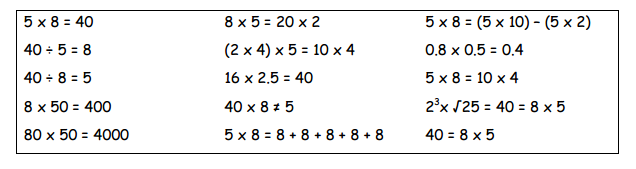 5 x 8 = 40 8 x 5 = 20 x 2 5 x 8 = (5 x 10) – (5 x 2)
40 ÷ 5 = 8 (2 x 4) x 5 = 10 x 4 0.8 x 0.5 = 0.4
40 ÷ 8 = 5 16 x 2.5 = 40 5 x 8 = 10 x 4
8 x 50 = 400 40 x 8 ≠ 5 2³x √25 = 40 = 8 x 5
80 x 50 = 4000 5 x 8 = 8 + 8 + 8 + 8 + 8 40 = 8 x 5